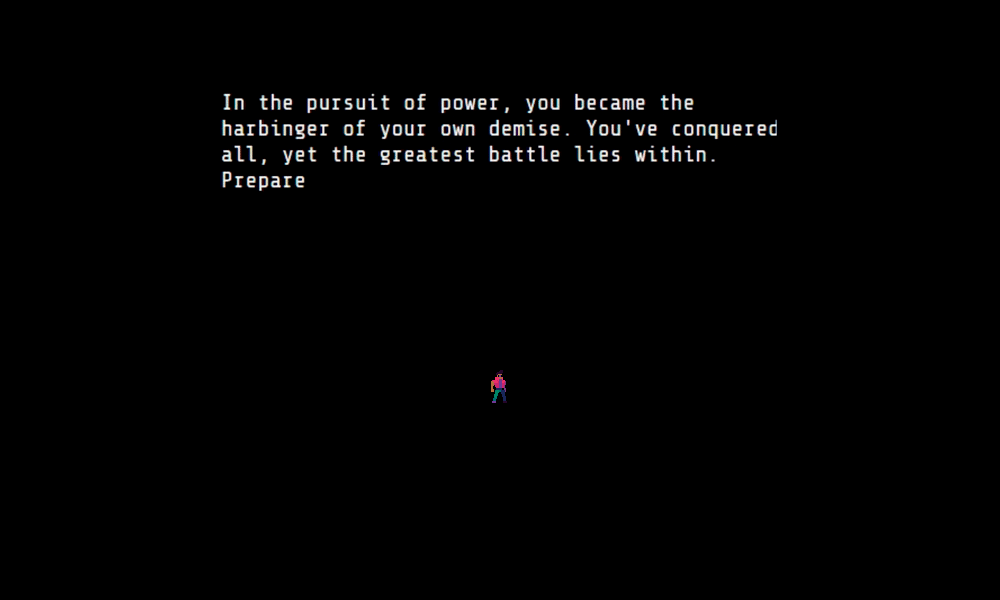 In the pursuit of power, you became the
harbinger of your own demise. You've conquered
all, yet the greatest battle lies within.
Prepare